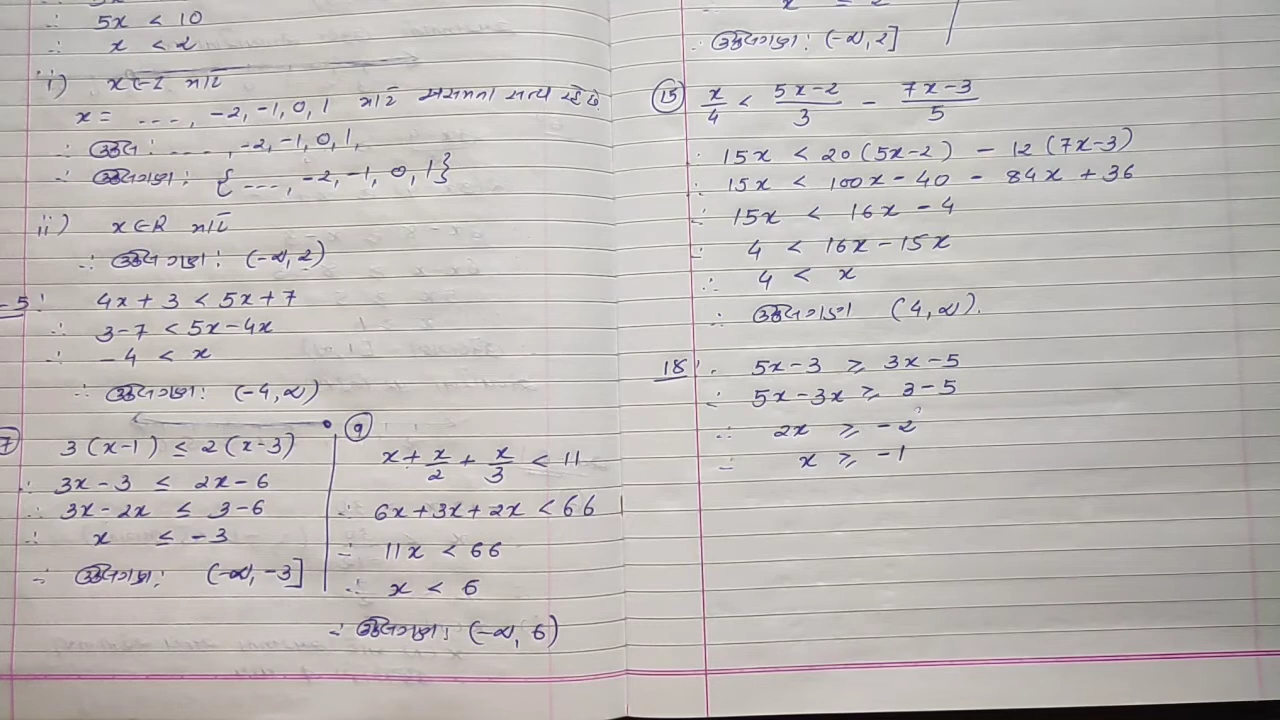 ∴ 5x < 10
∴ x < 2
i) x∈Z માટે
x = ...., -2, -1, 0, 1 માટે અસમતા સત્ય રહે છે.
∴ ઉકેલ : ...., -2, -1, 0, 1,
∴ ઉકેલગણ: {...., -2, -1, 0, 1}
ii) x∈R માટે
∴ ઉકેલ ગણ: (-∞, 2)
-5: 4x + 3 < 5x + 7
∴ 3-7 < 5x-4x
∴ -4 < x
∴ ઉકેલગણ: (-4, ∞)
7 3(x-1) ≤ 2(x-3)
∴ 3x-3 ≤ 2x-6
∴ 3x-2x ≤ 3-6
∴ x ≤ -3
∴ ઉકેલગણ: (-∞, -3]
9 x + x/2 + x/3 < 11
∴ 6x+3x+2x < 66
∴ 11x < 66
∴ x < 6
∴ ઉકેલગણ: (-∞, 6)
∴ ઉકેલગણ: (-∞, 2]
15 x/4 < 5x-2/3 - 7x-3/5
∴ 15x < 20(5x-2) - 12(7x-3)
∴ 15x < 100x - 40 - 84x + 36
∴ 15x < 16x - 4
∴ 4 < 16x - 15x
∴ 4 < x
∴ ઉકેલગણ (4, ∞).
18: 5x-3 ≥ 3x-5
∴ 5x-3x ≥ 3-5
∴ 2x ≥ -2
∴ x ≥ -1